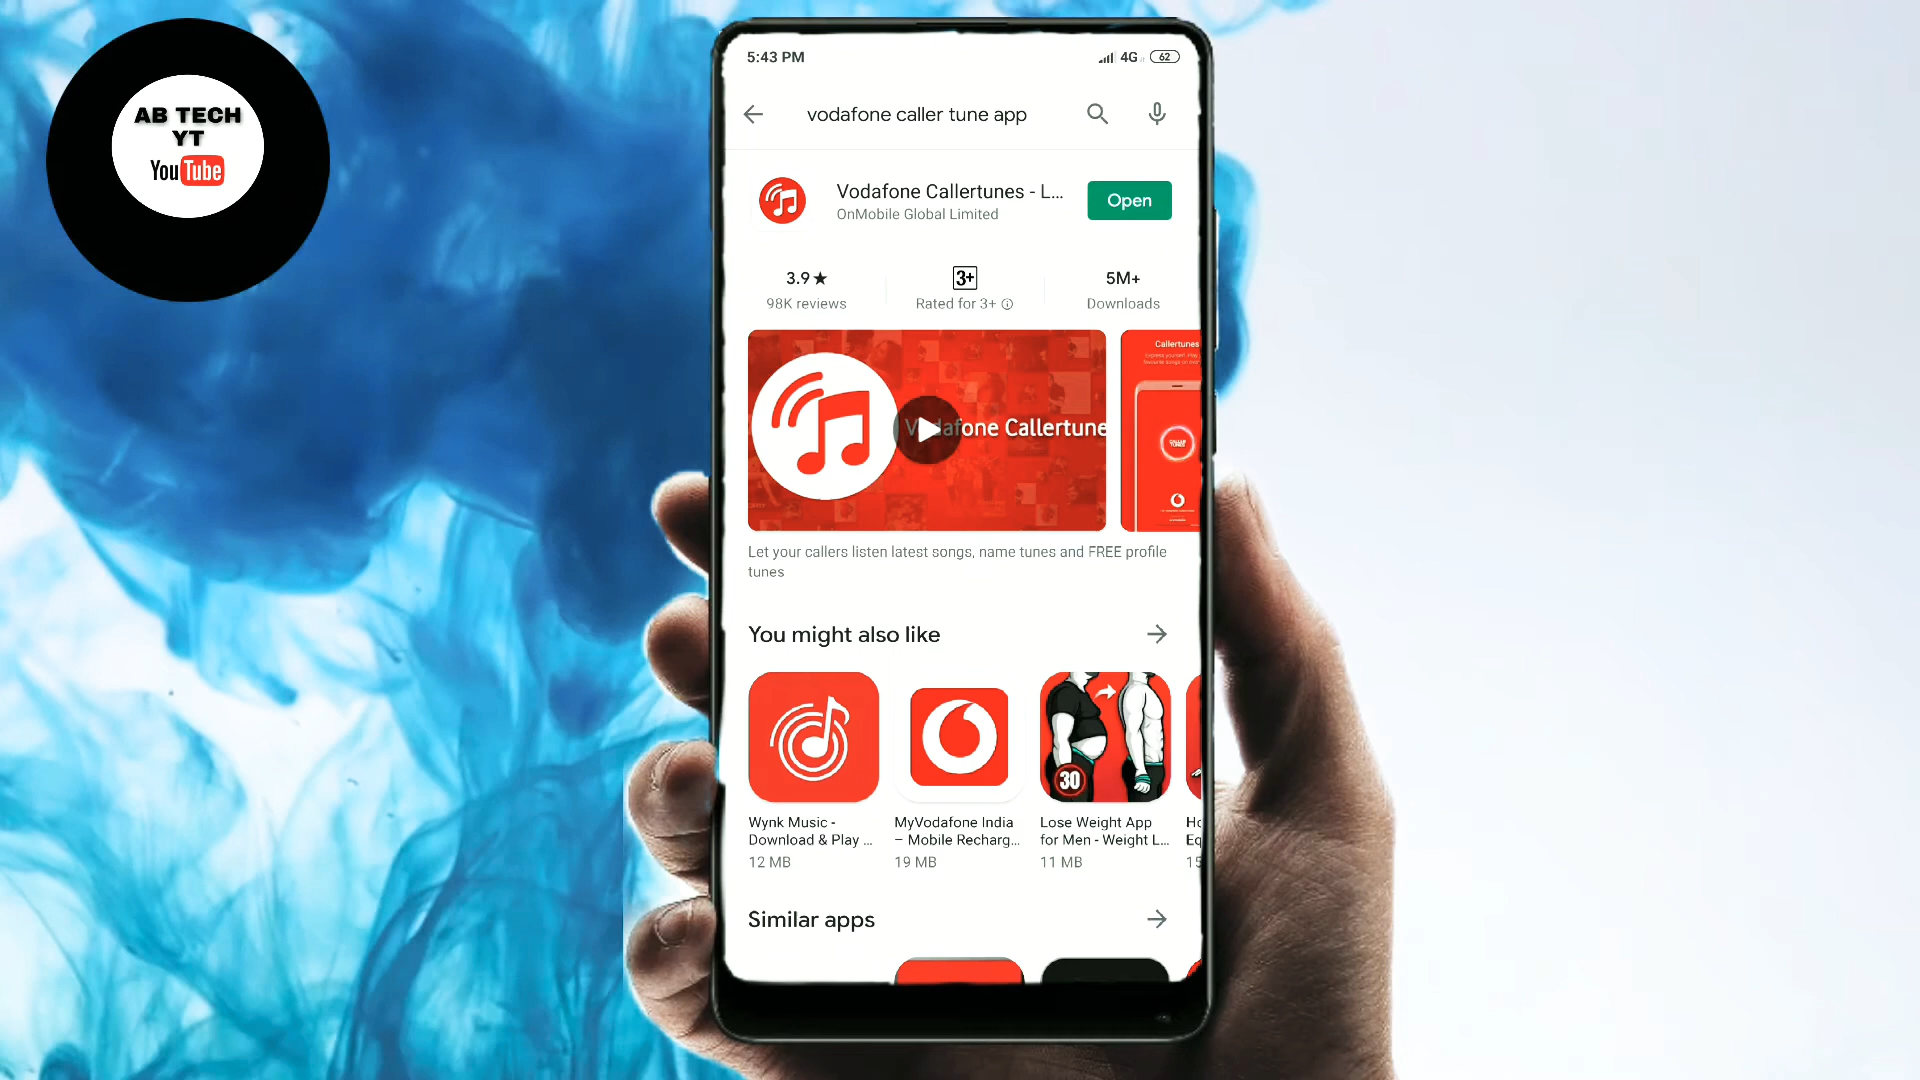 AB TECH
YT
YouTube
5:43 PM
4G
62
vodafone caller tune app
Vodafone Callertunes - L...
OnMobile Global Limited
Open
3.9★
98K reviews
3+
Rated for 3+
5M+
Downloads
Vodafone Callertune
Callertunes
Let your callers listen latest songs, name tunes and FREE profile
tunes
You might also like
30
Wynk Music -
Download & Play ...
12 MB
MyVodafone India
– Mobile Recharg...
19 MB
Lose Weight App
for Men - Weight L...
11 MB
Similar apps